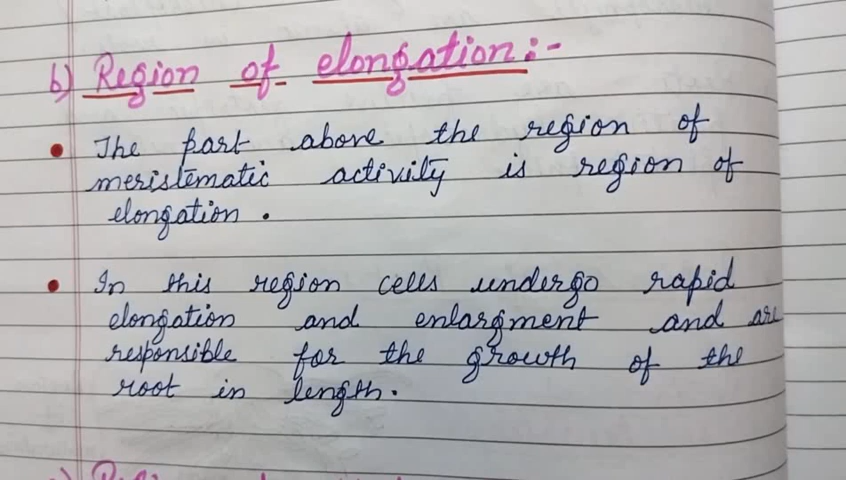 b) Region of elongation:-
• The part above the region of
meristematic activity is region of
elongation.
• In this region cells undergo rapid
elongation and enlargment and are
responsible for the growth of the
root in length.